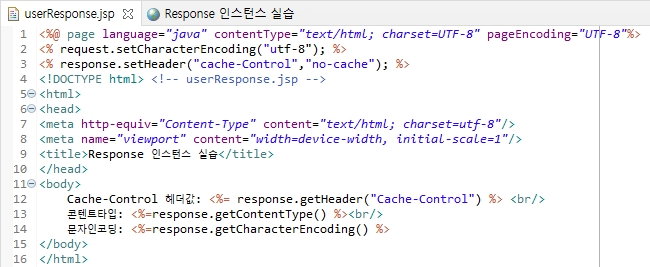 userResponse.jsp Response 인스턴스 실습
1 <%@ page language="java" contentType="text/html; charset=UTF-8" pageEncoding="UTF-8"%>
2 <% request.setCharacterEncoding("utf-8"); %>
3 <% response.setHeader("cache-Control","no-cache"); %>
4 <!DOCTYPE html> <!-- userResponse.jsp -->
5 <html>
6 <head>
7 <meta http-equiv="Content-Type" content="text/html; charset=utf-8"/>
8 <meta name="viewport" content="width=device-width, initial-scale=1"/>
9 <title>Response 인스턴스 실습</title>
10 </head>
11 <body>
12 Cache-Control 헤더값: <%= response.getHeader("Cache-Control") %> <br/>
13 콘텐트타입: <%=response.getContentType() %><br/>
14 문자인코딩: <%=response.getCharacterEncoding() %>
15 </body>
16 </html>